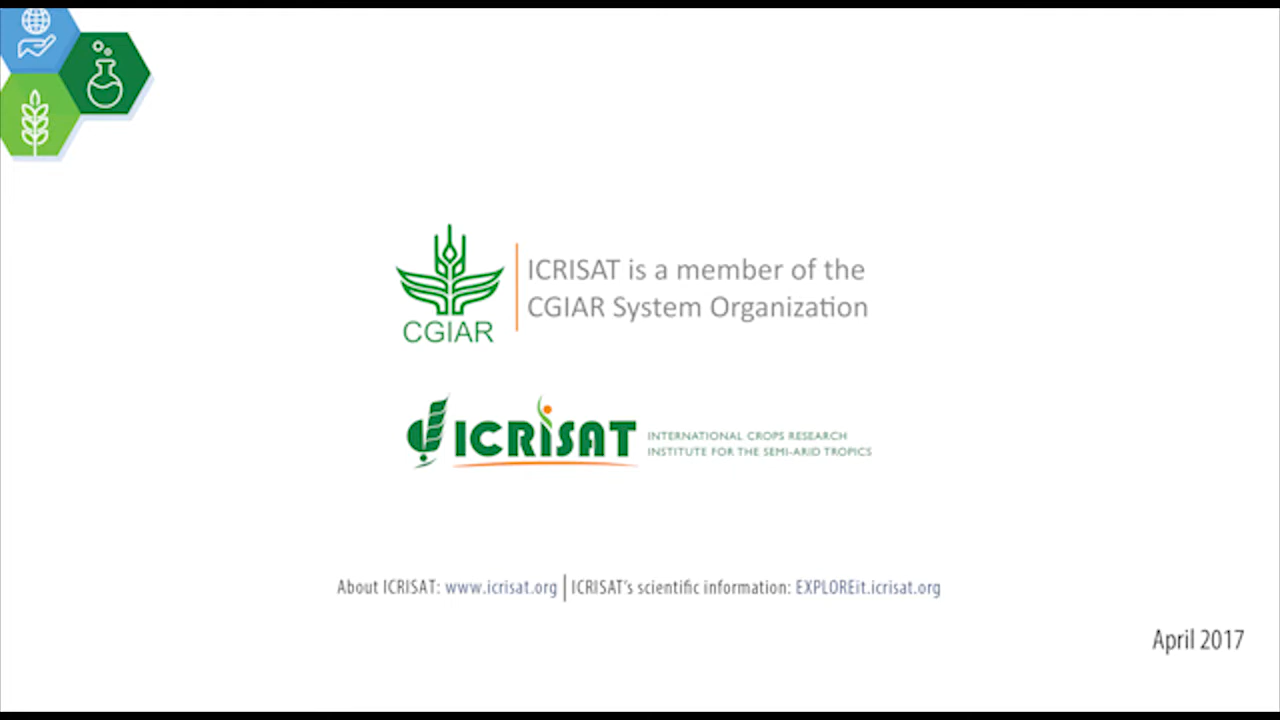 ICRISAT is a member of the
CGIAR System Organization
CGIAR
ICRISAT
INTERNATIONAL CROPS RESEARCH
INSTITUTE FOR THE SEMI-ARID TROPICS
About ICRISAT: www.icrisat.org | ICRISAT's scientific information: EXPLOREit.icrisat.org
April 2017